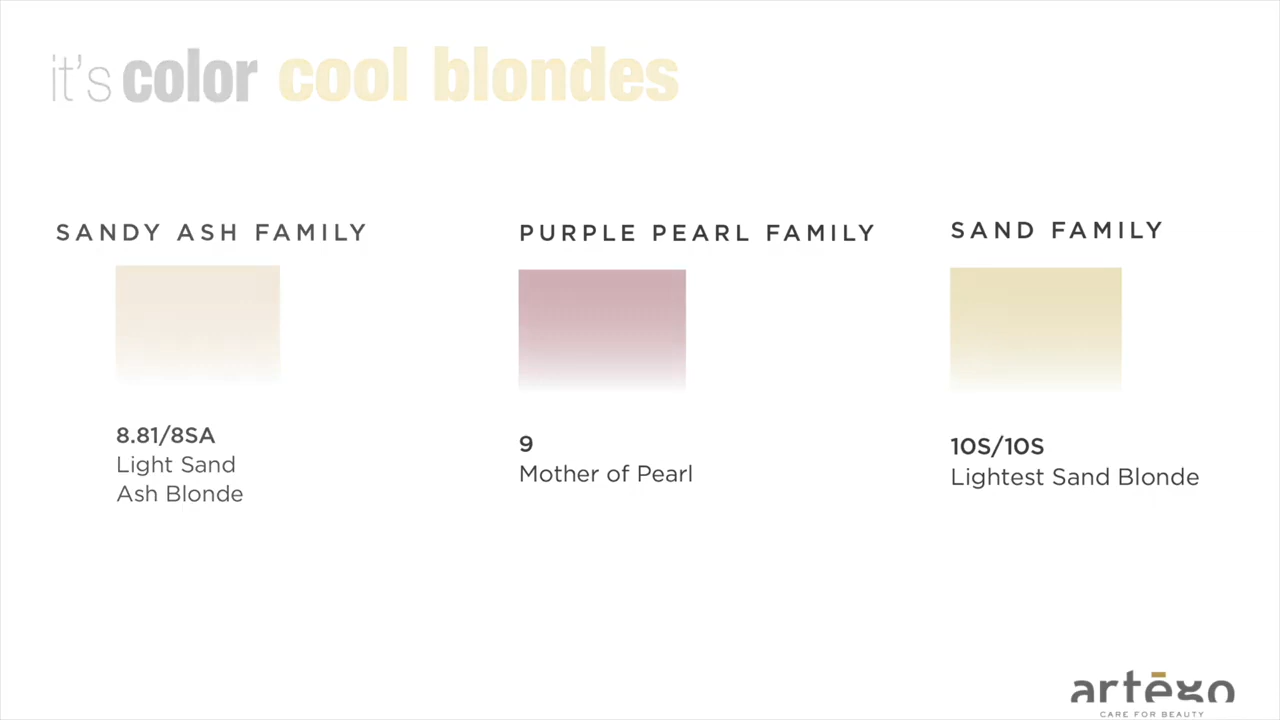 it's color cool blondes
SANDY ASH FAMILY
8.81/8SA
Light Sand
Ash Blonde
PURPLE PEARL FAMILY
9
Mother of Pearl
SAND FAMILY
10S/10S
Lightest Sand Blonde
artēgo
CARE FOR BEAUTY